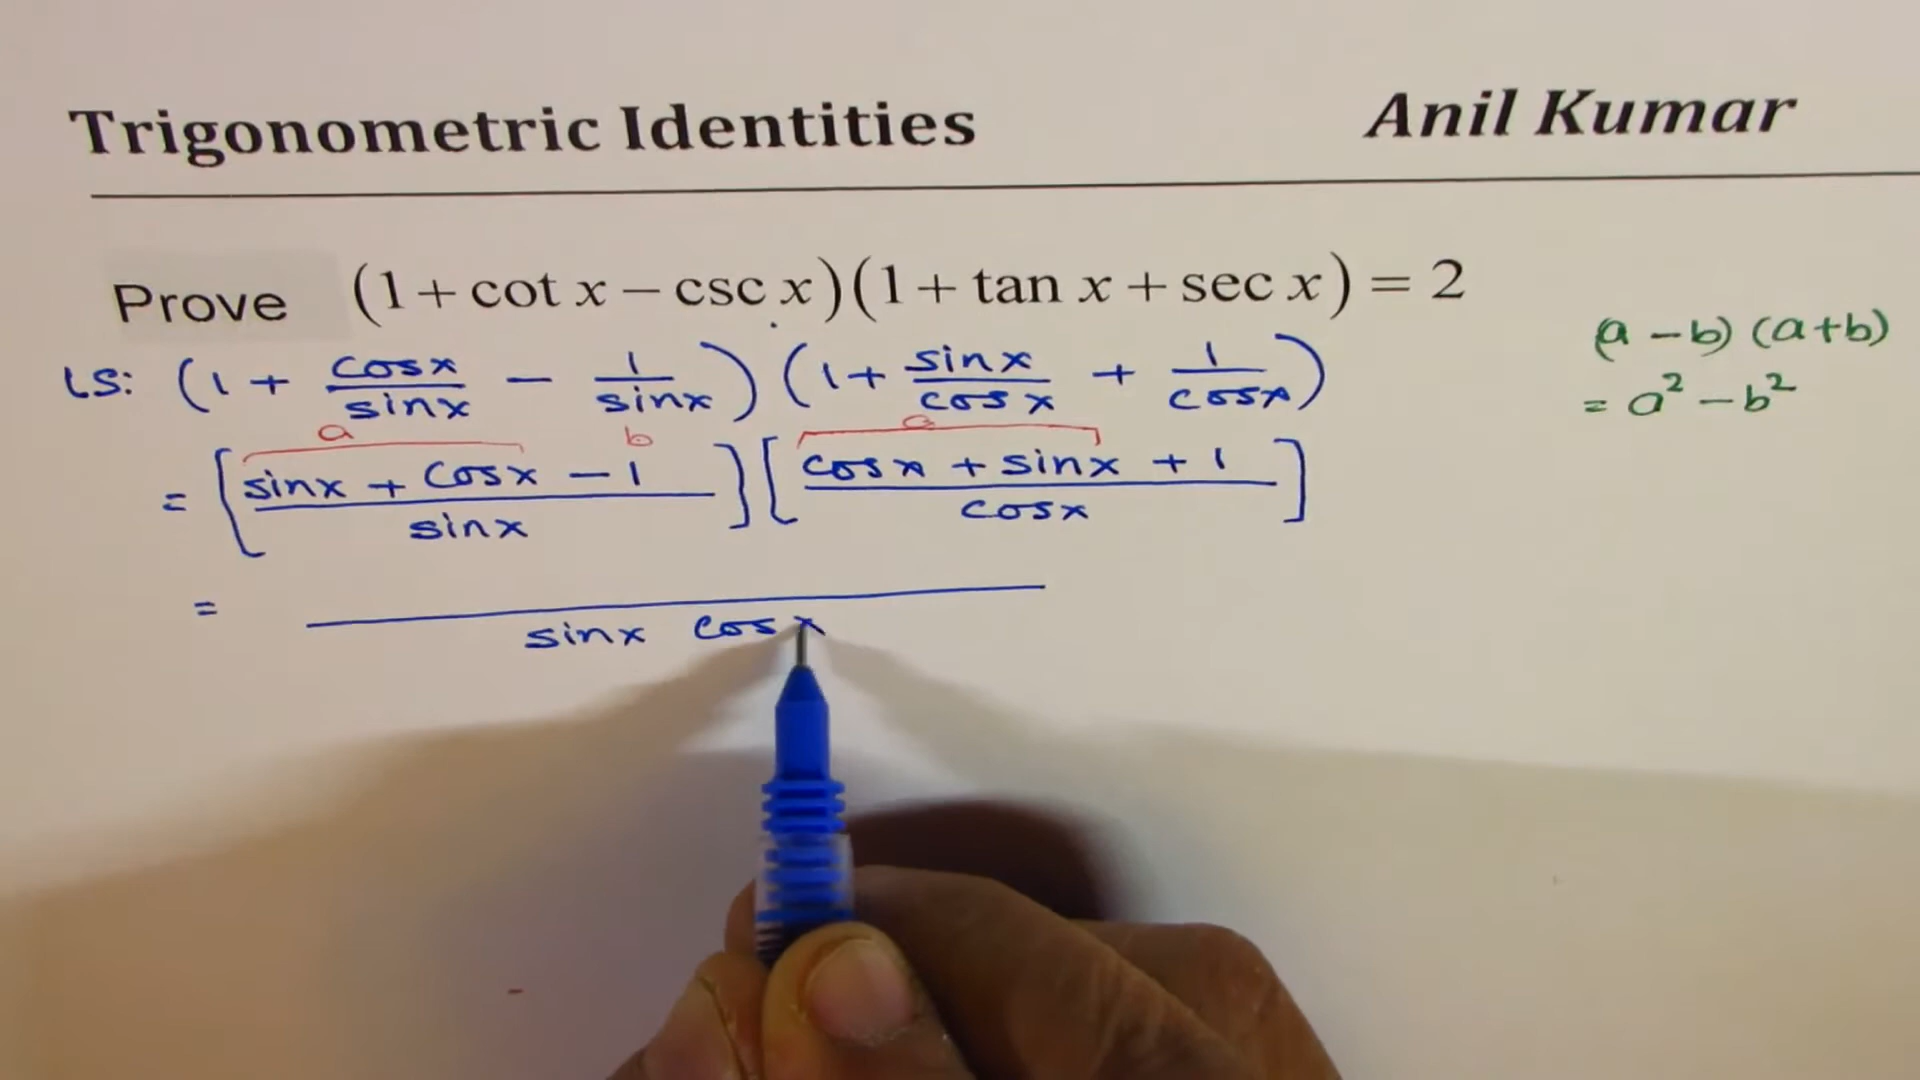 Trigonometric Identities Anil Kumar
Prove (1+cot x−csc x)(1+tan x+sec x)=2
(a−b)(a+b)
= a²−b²
LS: (1 + cosx/sinx − 1/sinx) (1 + sinx/cosx + 1/cosx)
a b a
= [sinx + cosx − 1 / sinx] [cosx + sinx + 1 / cosx]
= / sinx cosx